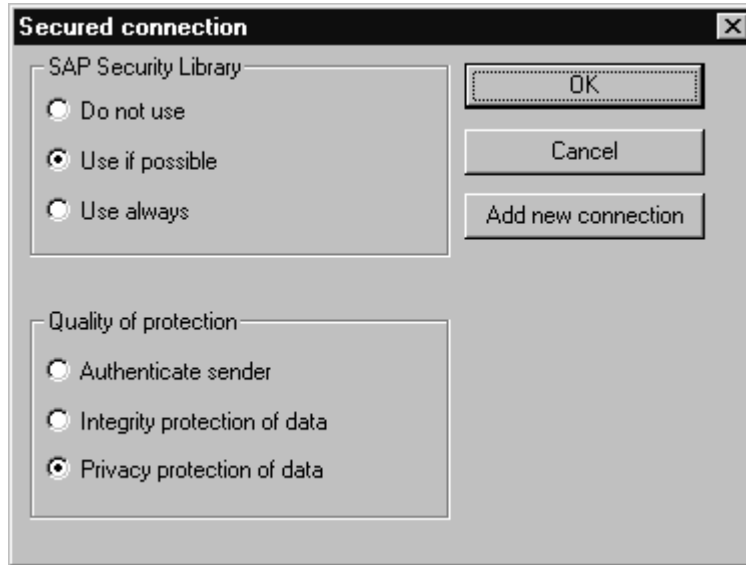 Secured connection
SAP Security Library
Do not use
Use if possible
Use always
OK
Cancel
Add new connection
Quality of protection
Authenticate sender
Integrity protection of data
Privacy protection of data